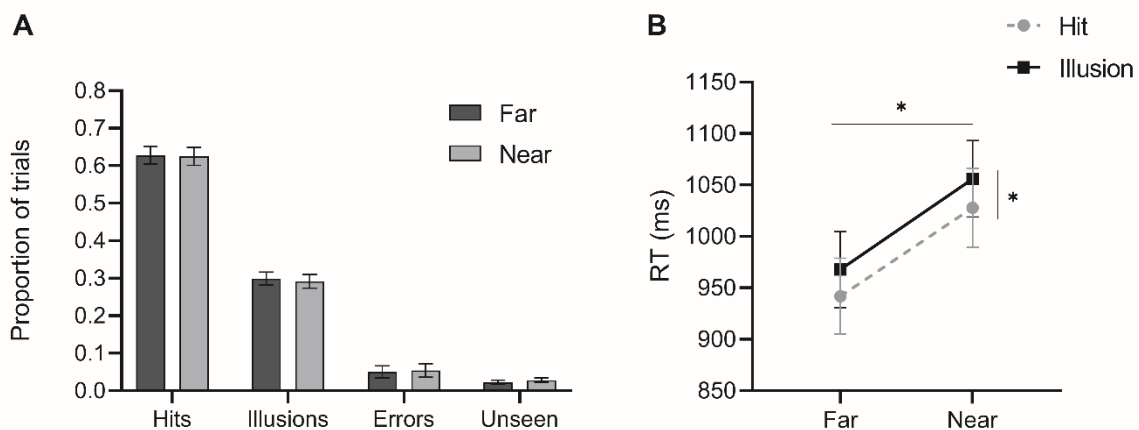 A
Proportion of trials
0.8
0.7
0.6
0.5
0.4
0.3
0.2
0.1
0.0
Far
Near
Hits Illusions Errors Unseen
B
Hit
Illusion
RT (ms)
1150
1100
1050
1000
950
900
850
*
*
Far Near